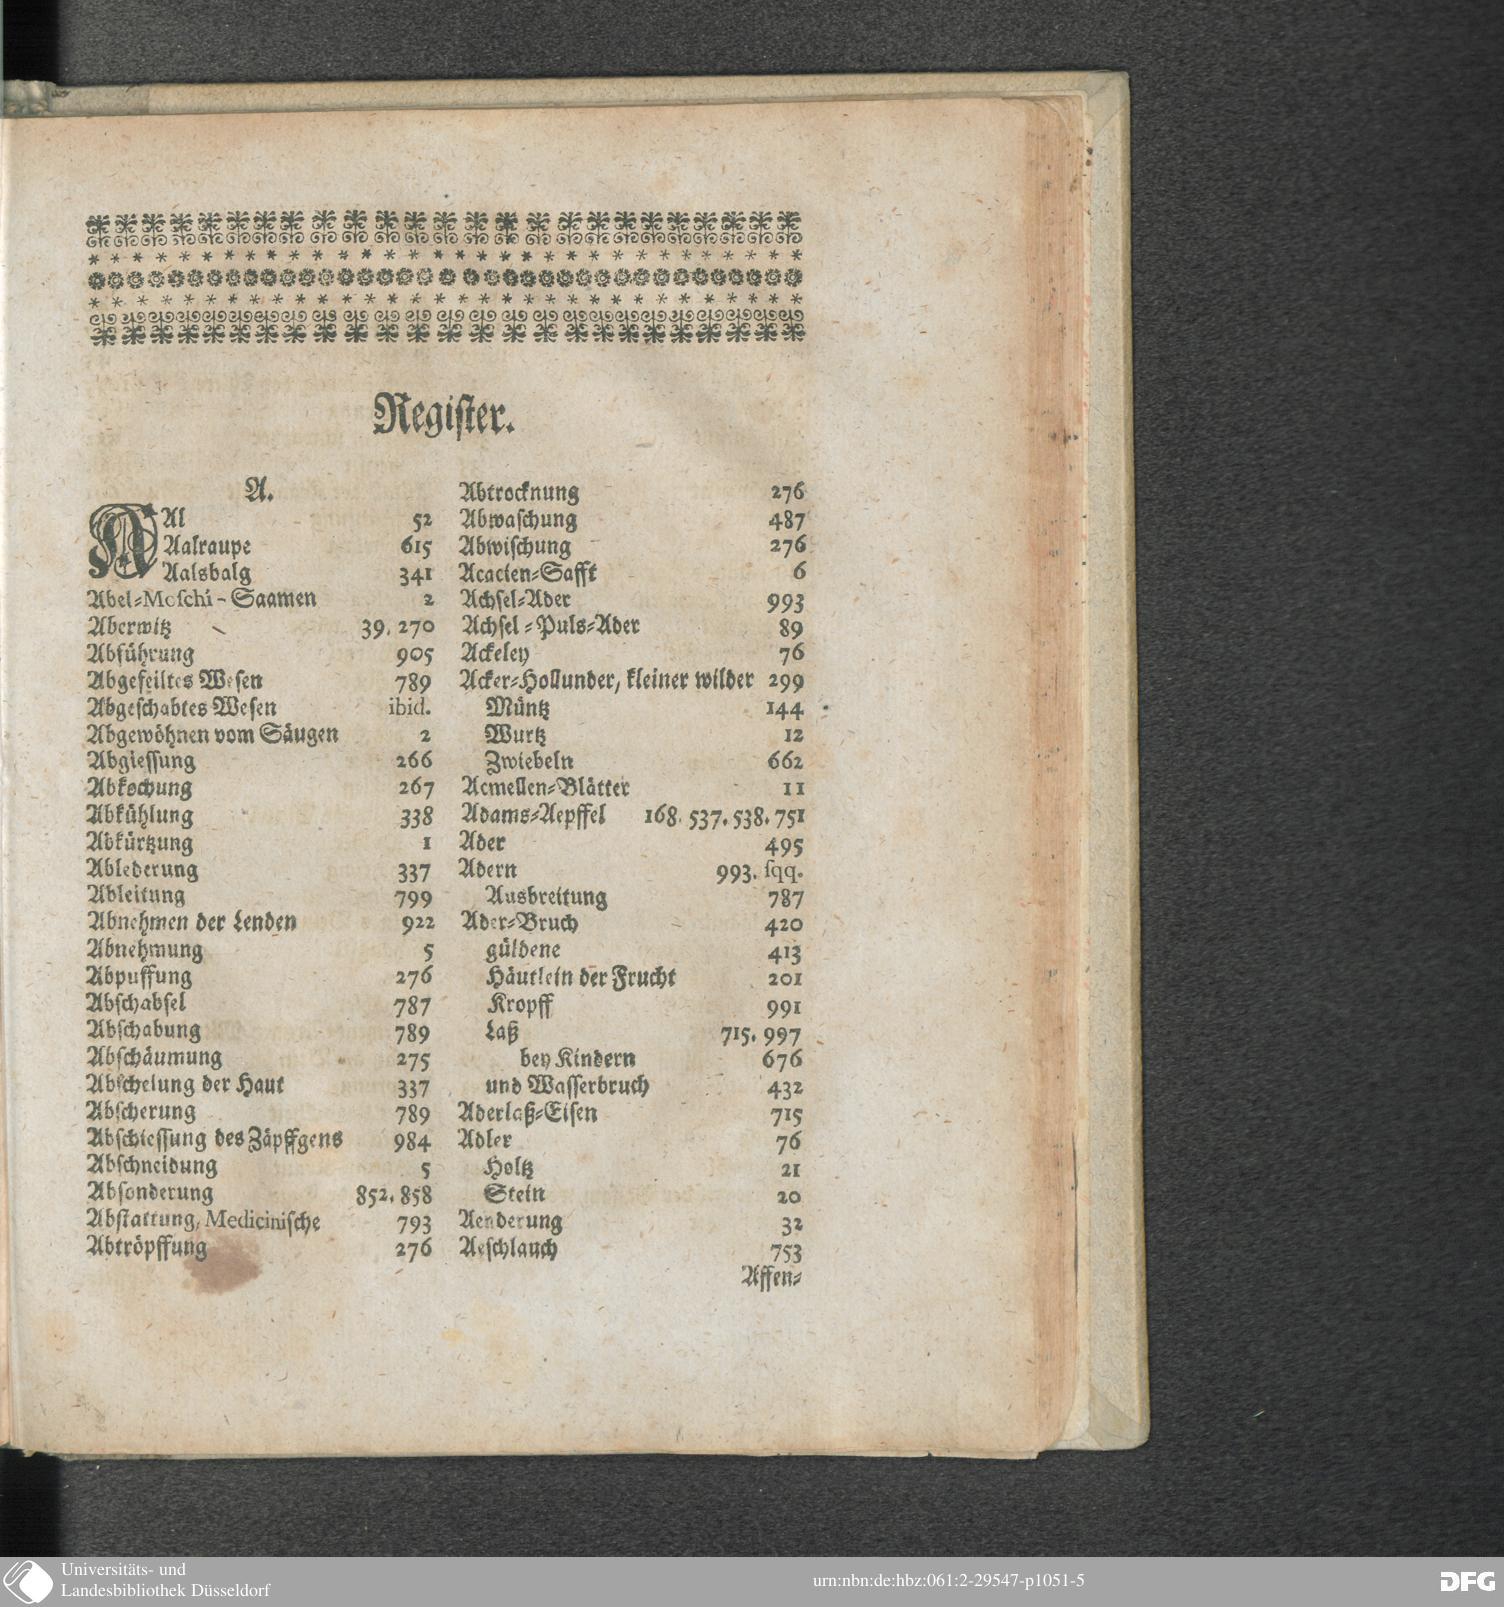 Regiſter.
A.
AAl 52
Aalraupe 615
Aalsbalg 341
Abel-Moſchi-Saamen 2
Aberwitz 39. 270
Abführung 905
Abgefeiltes Weſen 789
Abgeſchabtes Weſen ibid.
Abgewöhnen vom Säugen 2
Abgieſſung 266
Abkochung 267
Abkühlung 338
Abkürtzung 1
Ablederung 337
Ableitung 799
Abnehmen der Lenden 922
Abnehmung 5
Abpuffung 276
Abſchabſel 787
Abſchabung 789
Abſchäumung 275
Abſchelung der Haut 337
Abſcherung 789
Abſchieſſung des Zäpffgens 984
Abſchneidung 5
Abſonderung 852. 858
Abſtattung, Mediciniſche 793
Abtröpffung 276
Abtrocknung 276
Abwaſchung 487
Abwiſchung 276
Acacien-Safft 6
Achſel-Ader 993
Achſel-Puls-Ader 89
Ackeley 76
Acker-Hollunder, kleiner wilder 299
Müntz 144
Wurtz 12
Zwiebeln 662
Acmellen-Blätter 11
Adams-Aepffel 168. 537. 538. 751
Ader 495
Adern 993. ſqq.
Ausbreitung 787
Ader-Bruch 420
güldene 413
Häutlein der Frucht 201
Kropff 991
Laß 715. 997
bey Kindern 676
und Waſſerbruch 432
Aderlaß-Eiſen 715
Adler 76
Holtz 21
Stein 20
Aenderung 32
Aeſchlauch 753
Affen-
Universitäts- und
Landesbibliothek Düsseldorf
urn:nbn:de:hbz:061:2-29547-p1051-5
DFG